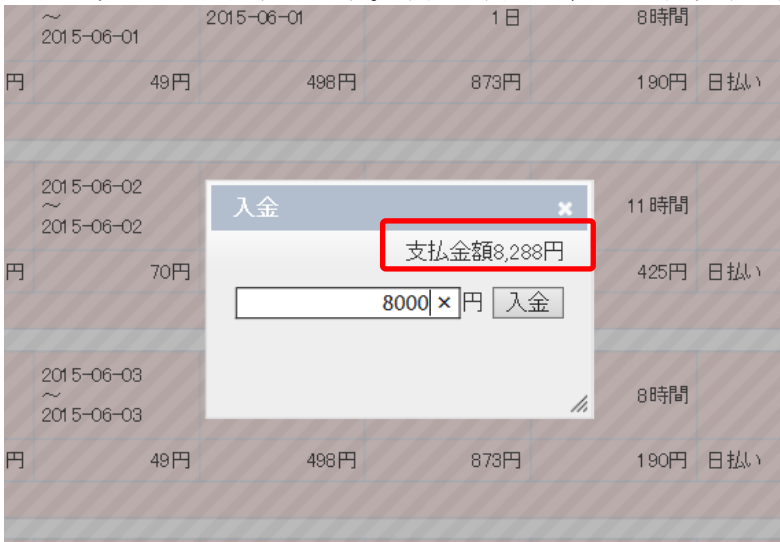 ～ 2015-06-01 1日 8時間
2015-06-01
円 49円 498円 873円 190円 日払い
2015-06-02
～ 11時間
2015-06-02
入金 ×
支払金額8,288円
8000 × 円 入金
円 70円 425円 日払い
2015-06-03
～ 8時間
2015-06-03
円 49円 498円 873円 190円 日払い